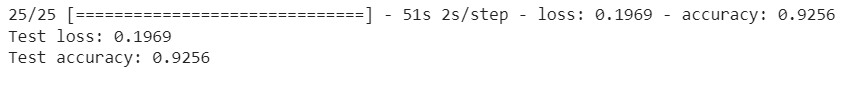 25/25 [==============================] - 51s 2s/step - loss: 0.1969 - accuracy: 0.9256
Test loss: 0.1969
Test accuracy: 0.9256